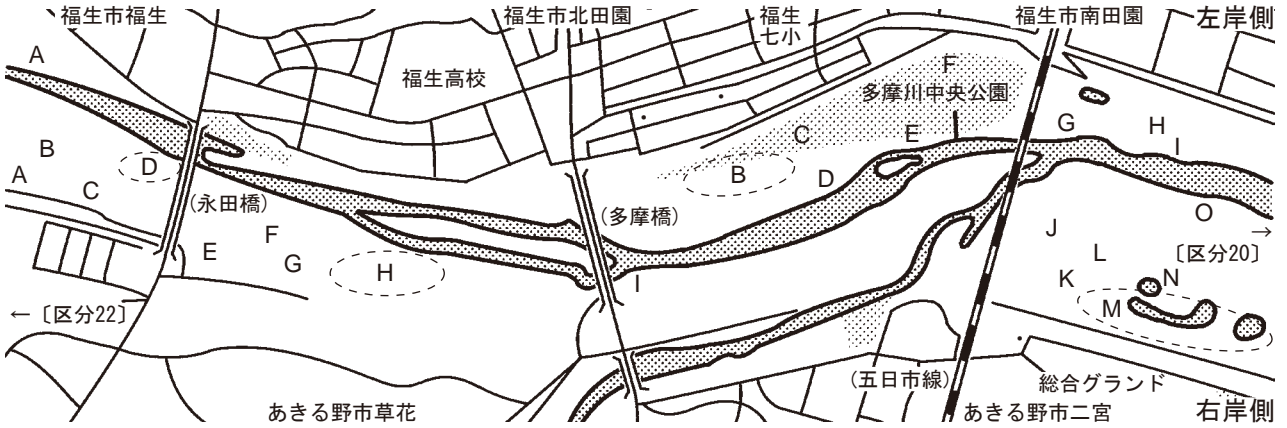 福生市福生
福生市北田園
福生
七小
福生市南田園
左岸側
A
福生高校
F
多摩川中央公園
G
H
I
B
D
A
C
C
E
B
D
(永田橋)
(多摩橋)
O
→
E
F
G
H
I
J
L
〔区分20〕
K
N
M
← 〔区分22〕
(五日市線)
総合グランド
あきる野市草花
あきる野市二宮
右岸側